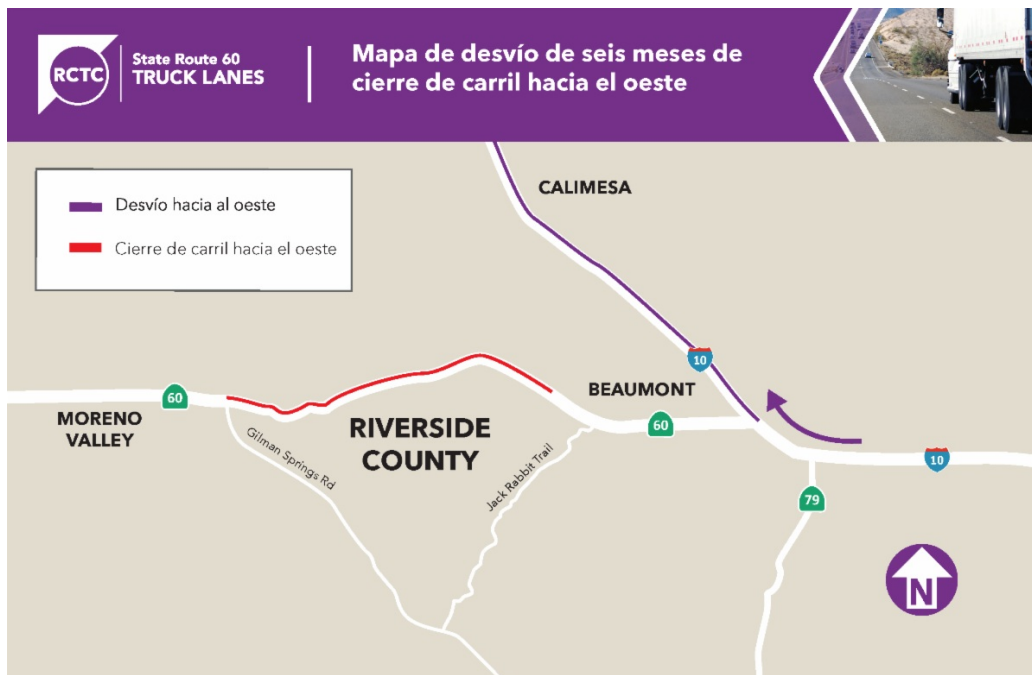 RCTC
State Route 60
TRUCK LANES
Mapa de desvío de seis meses de
cierre de carril hacia el oeste
Desvío hacia al oeste
Cierre de carril hacia el oeste
CALIMESA
10
BEAUMONT
60
MORENO
VALLEY
RIVERSIDE
COUNTY
60
Gilman Springs Rd
Jack Rabbit Trail
10
79
N